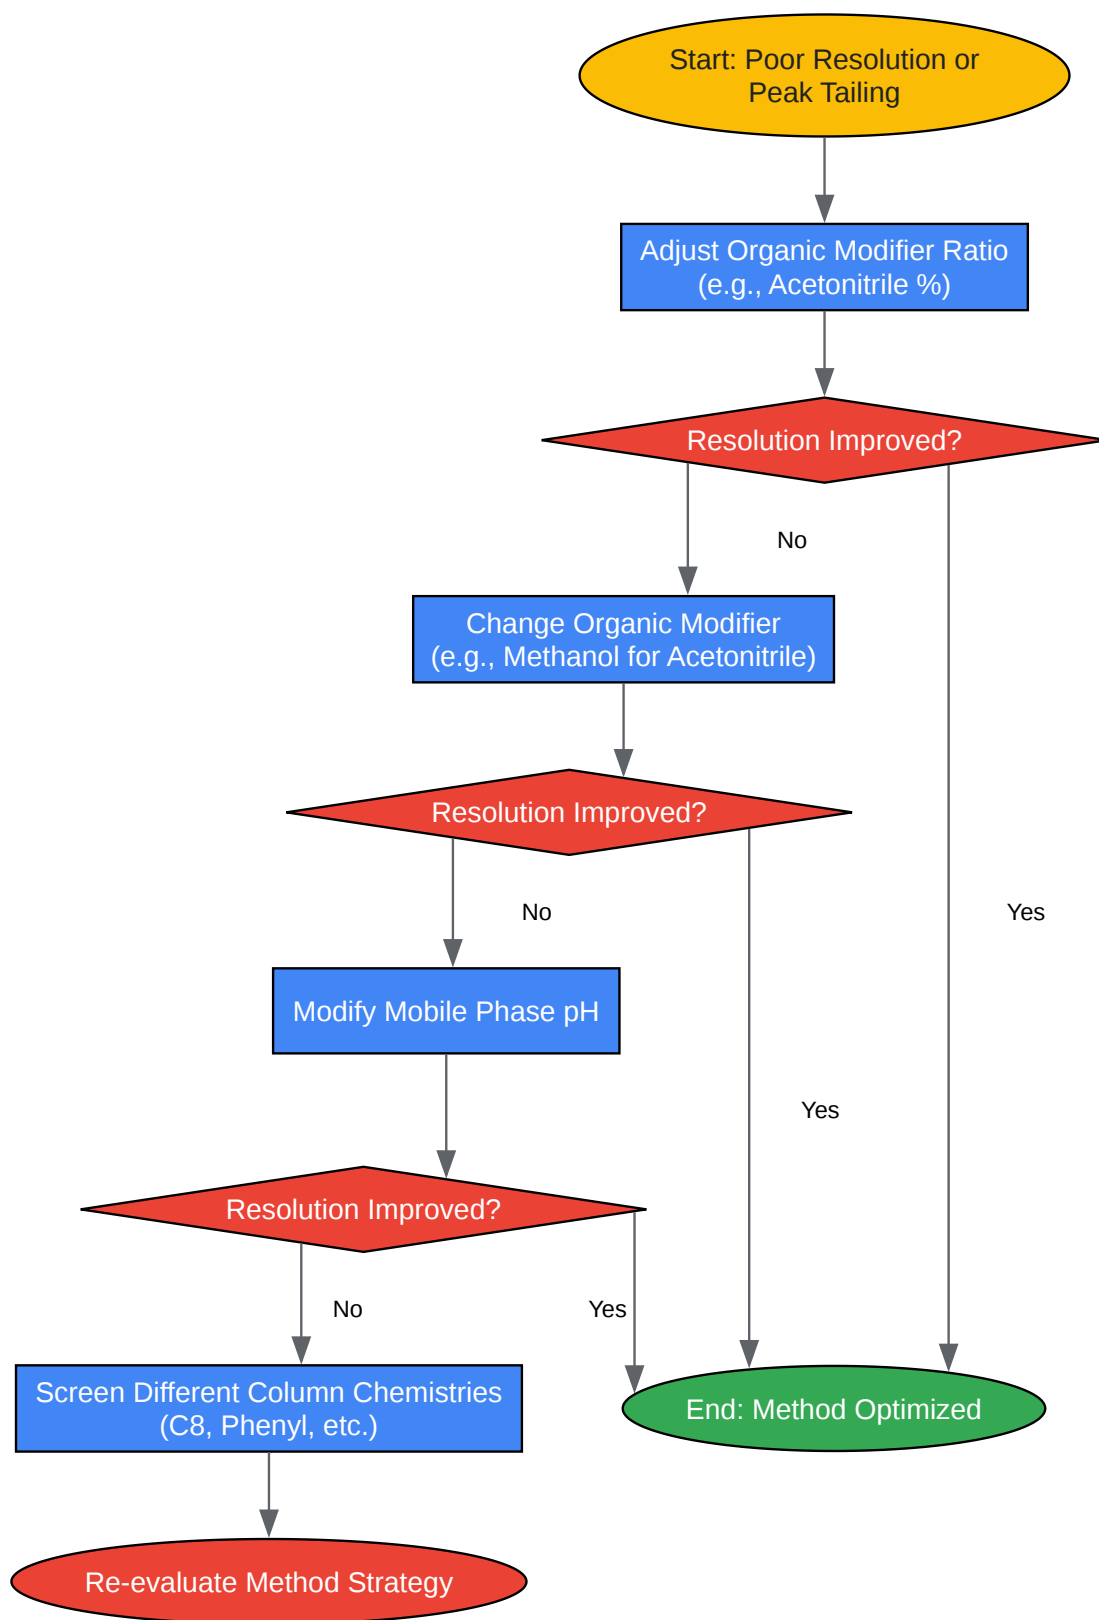 Start: Poor Resolution or
Peak Tailing
Adjust Organic Modifier Ratio
(e.g., Acetonitrile %)
Resolution Improved?
No
Change Organic Modifier
(e.g., Methanol for Acetonitrile)
Resolution Improved?
No
Yes
Modify Mobile Phase pH
Yes
Resolution Improved?
No
Yes
Screen Different Column Chemistries
(C8, Phenyl, etc.)
End: Method Optimized
Re-evaluate Method Strategy